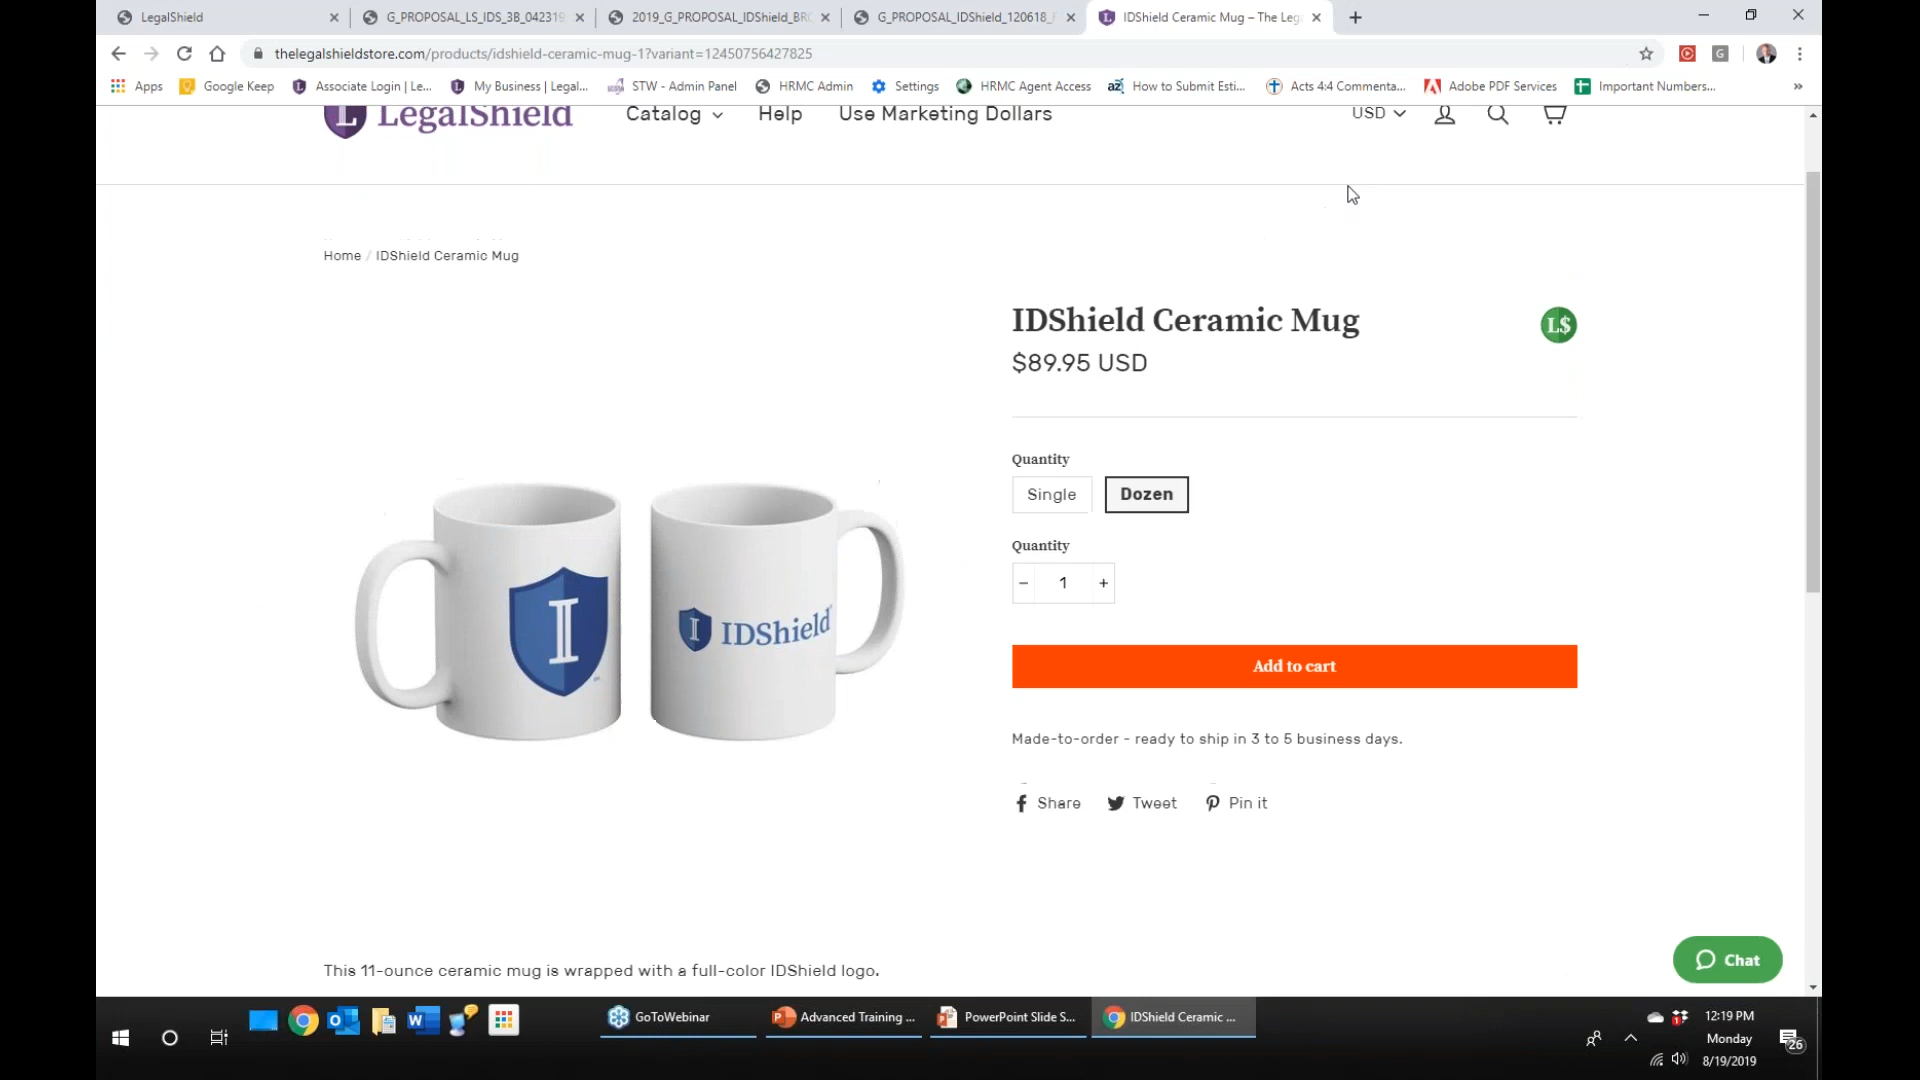 LegalShield
G_PROPOSAL_LS_IDS_3B_042319
2019_G_PROPOSAL_IDShield_BRO
G_PROPOSAL_IDShield_120618_
IDShield Ceramic Mug – The Leg
thelegalshieldstore.com/products/idshield-ceramic-mug-1?variant=12450756427825
Apps
Google Keep
Associate Login | Le...
My Business | Legal...
STW - Admin Panel
HRMC Admin
Settings
HRMC Agent Access
How to Submit Esti...
Acts 4:4 Commenta...
Adobe PDF Services
Important Numbers...
LegalShield
Catalog
Help
Use Marketing Dollars
USD
Home / IDShield Ceramic Mug
IDShield Ceramic Mug
L$
$89.95 USD
Quantity
Single
Dozen
Quantity
− 1 +
Add to cart
IDShield
Made-to-order - ready to ship in 3 to 5 business days.
Share
Tweet
Pin it
This 11-ounce ceramic mug is wrapped with a full-color IDShield logo.
Chat
GoToWebinar
Advanced Training ...
PowerPoint Slide S...
IDShield Ceramic ...
12:19 PM
Monday
8/19/2019
26